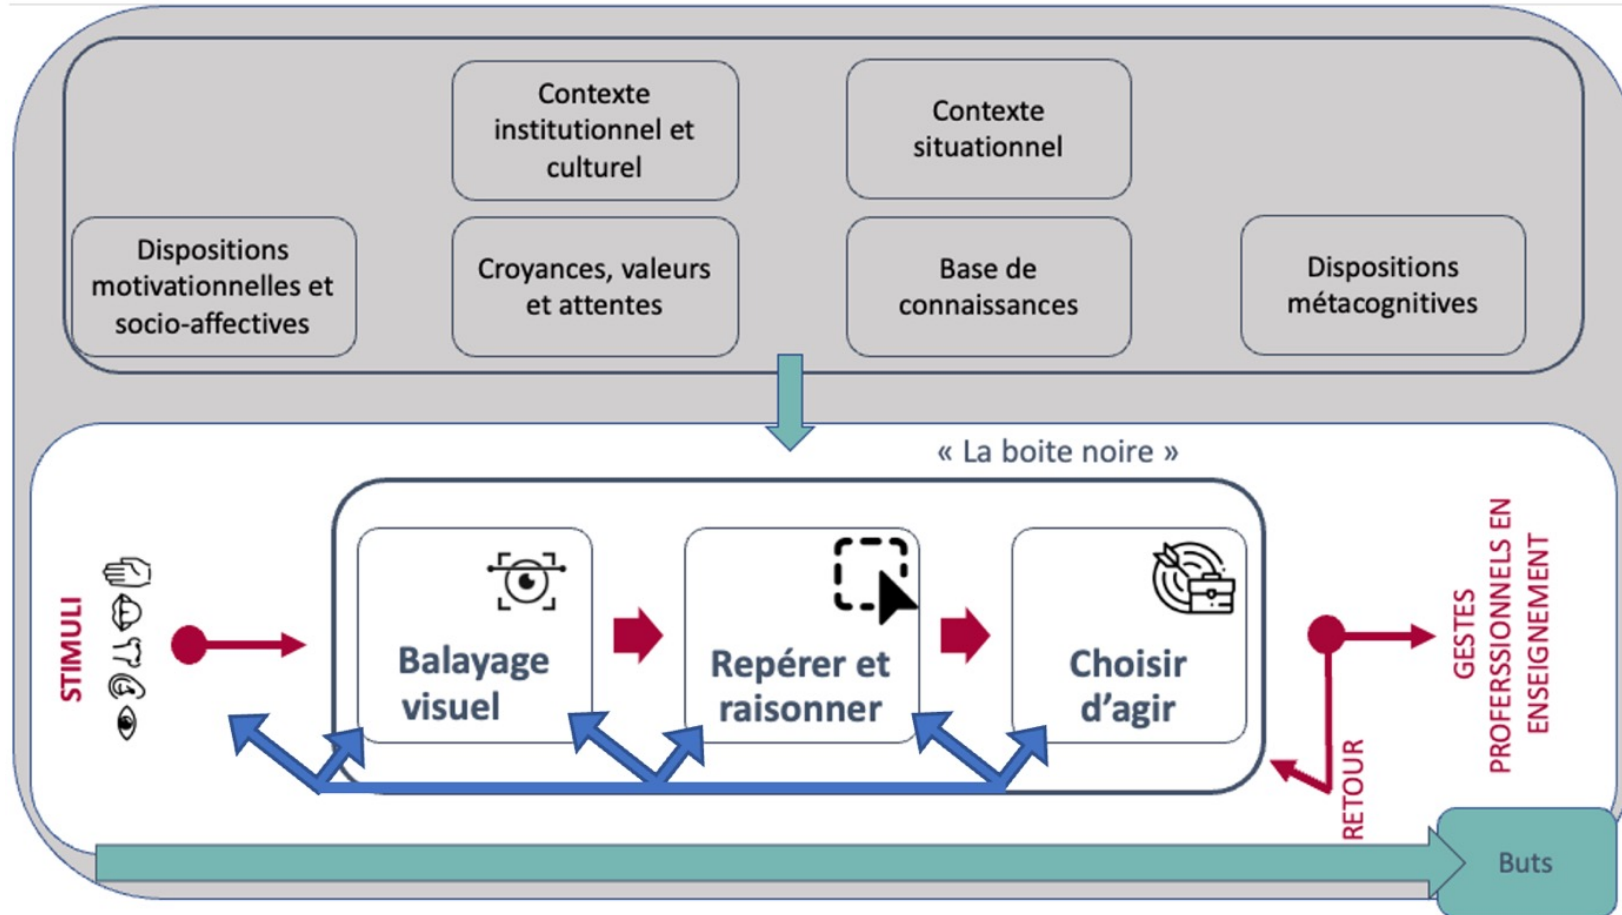 Contexte
institutionnel et
culturel
Contexte
situationnel
Dispositions
motivationnelles et
socio-affectives
Croyances, valeurs
et attentes
Base de
connaissances
Dispositions
métacognitives
« La boite noire »
STIMULI
Balayage
visuel
Repérer et
raisonner
Choisir
d’agir
GESTES
PROFERSSIONNELS EN
ENSEIGNEMENT
RETOUR
Buts